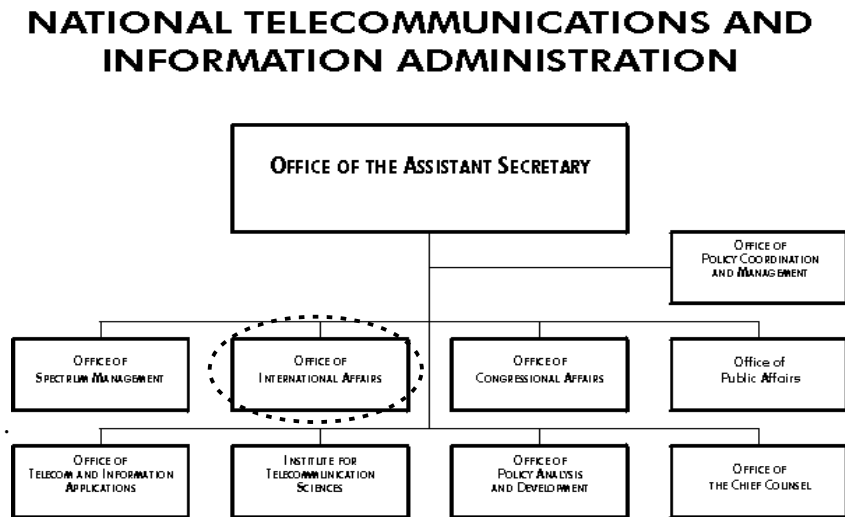 NATIONAL TELECOMMUNICATIONS AND
INFORMATION ADMINISTRATION
OFFICE OF THE ASSISTANT SECRETARY
OFFICE OF
POLICY COORDINATION
AND MANAGEMENT
OFFICE OF
SPECTRUM MANAGEMENT
OFFICE OF
INTERNATIONAL AFFAIRS
OFFICE OF
CONGRESSIONAL AFFAIRS
Office of
Public Affairs
OFFICE OF
TELECOM AND INFORMATION
APPLICATIONS
INSTITUTE FOR
TELECOMMUNICATION
SCIENCES
OFFICE OF
POLICY ANALYSIS
AND DEVELOPMENT
OFFICE OF
THE CHIEF COUNSEL